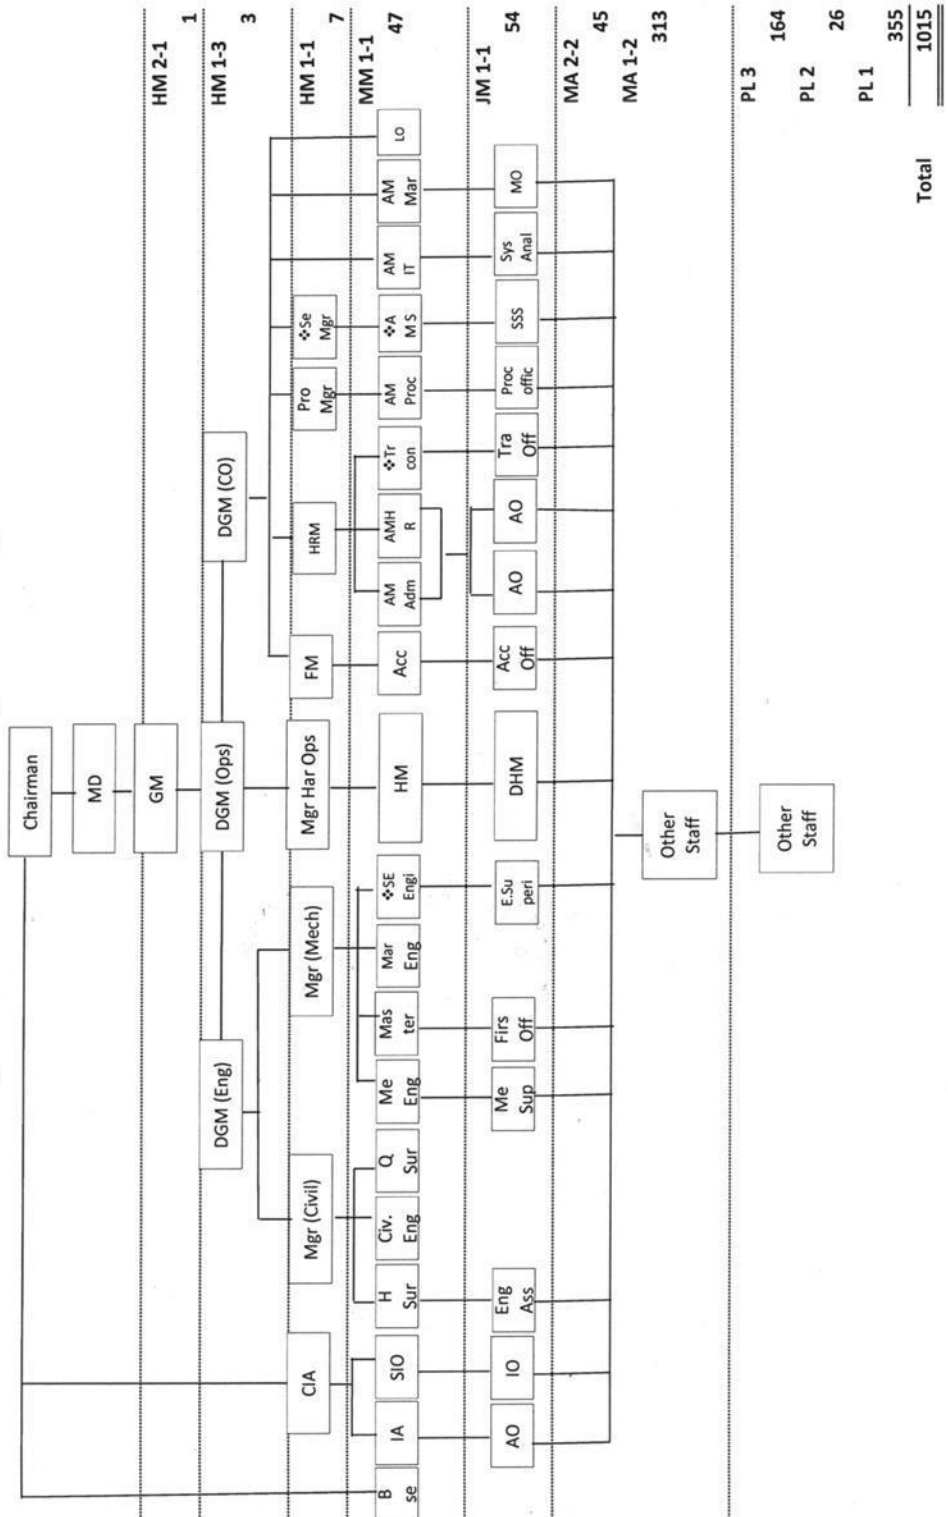 Chairman
MD
GM
HM 2-1
1
DGM (Eng)
DGM (Ops)
DGM (CO)
HM 1-3
3
CIA
Mgr (Civil)
Mgr (Mech)
Mgr Har Ops
FM
HRM
Pro
Mgr
❖Se
Mgr
HM 1-1
7
B
se
IA
SIO
H
Sur
Civ.
Eng
Q
Sur
Me
Eng
Mas
ter
Mar
Eng
❖SE
Engi
HM
Acc
AM
Adm
AMH
R
❖Tr
con
AM
Proc
❖A
M S
AM
IT
AM
Mar
LO
MM 1-1
47
AO
IO
Eng
Ass
Me
Sup
Firs
Off
E.Su
peri
DHM
Acc
Off
AO
AO
Tra
Off
Proc
offic
SSS
Sys
Anal
MO
JM 1-1
54
MA 2-2
45
MA 1-2
313
Other
Staff
Other
Staff
PL 3
164
PL 2
26
PL 1
355
Total
1015